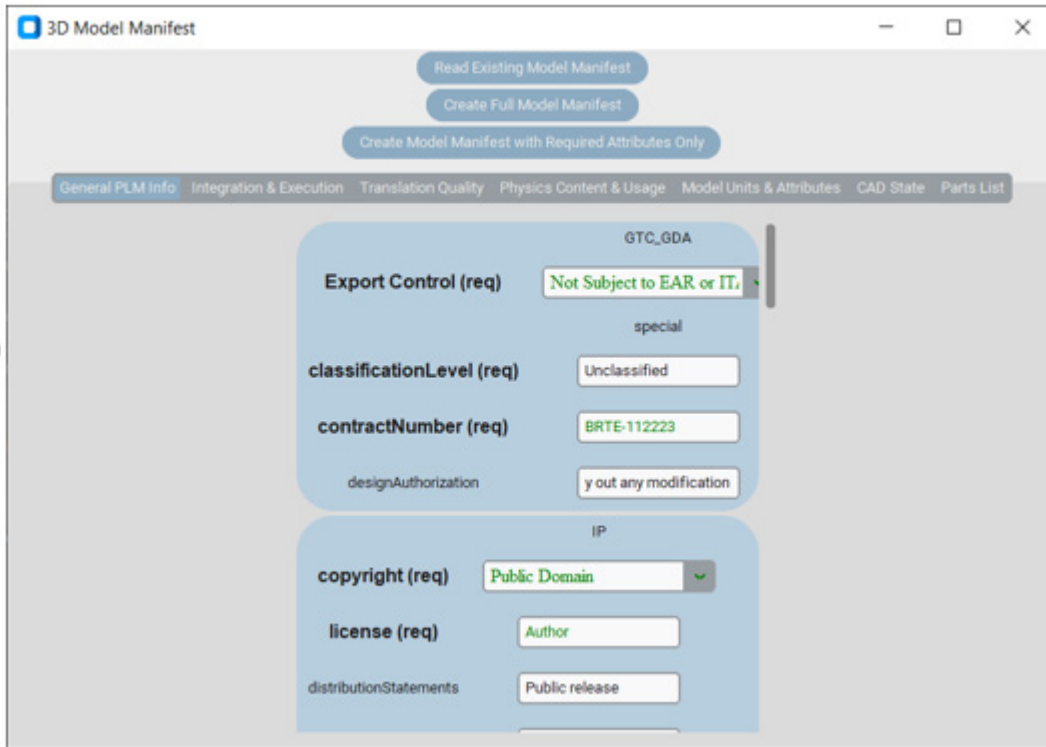 3D Model Manifest
Read Existing Model Manifest
Create Full Model Manifest
Create Model Manifest with Required Attributes Only
General PLM Info Integration & Execution Translation Quality Physics Content & Usage Model Units & Attributes CAD State Parts List
GTC_GDA
Export Control (req) Not Subject to EAR or ITA
special
classificationLevel (req) Unclassified
contractNumber (req) BRTE-112223
designAuthorization y out any modification
IP
copyright (req) Public Domain
license (req) Author
distributionStatements Public release